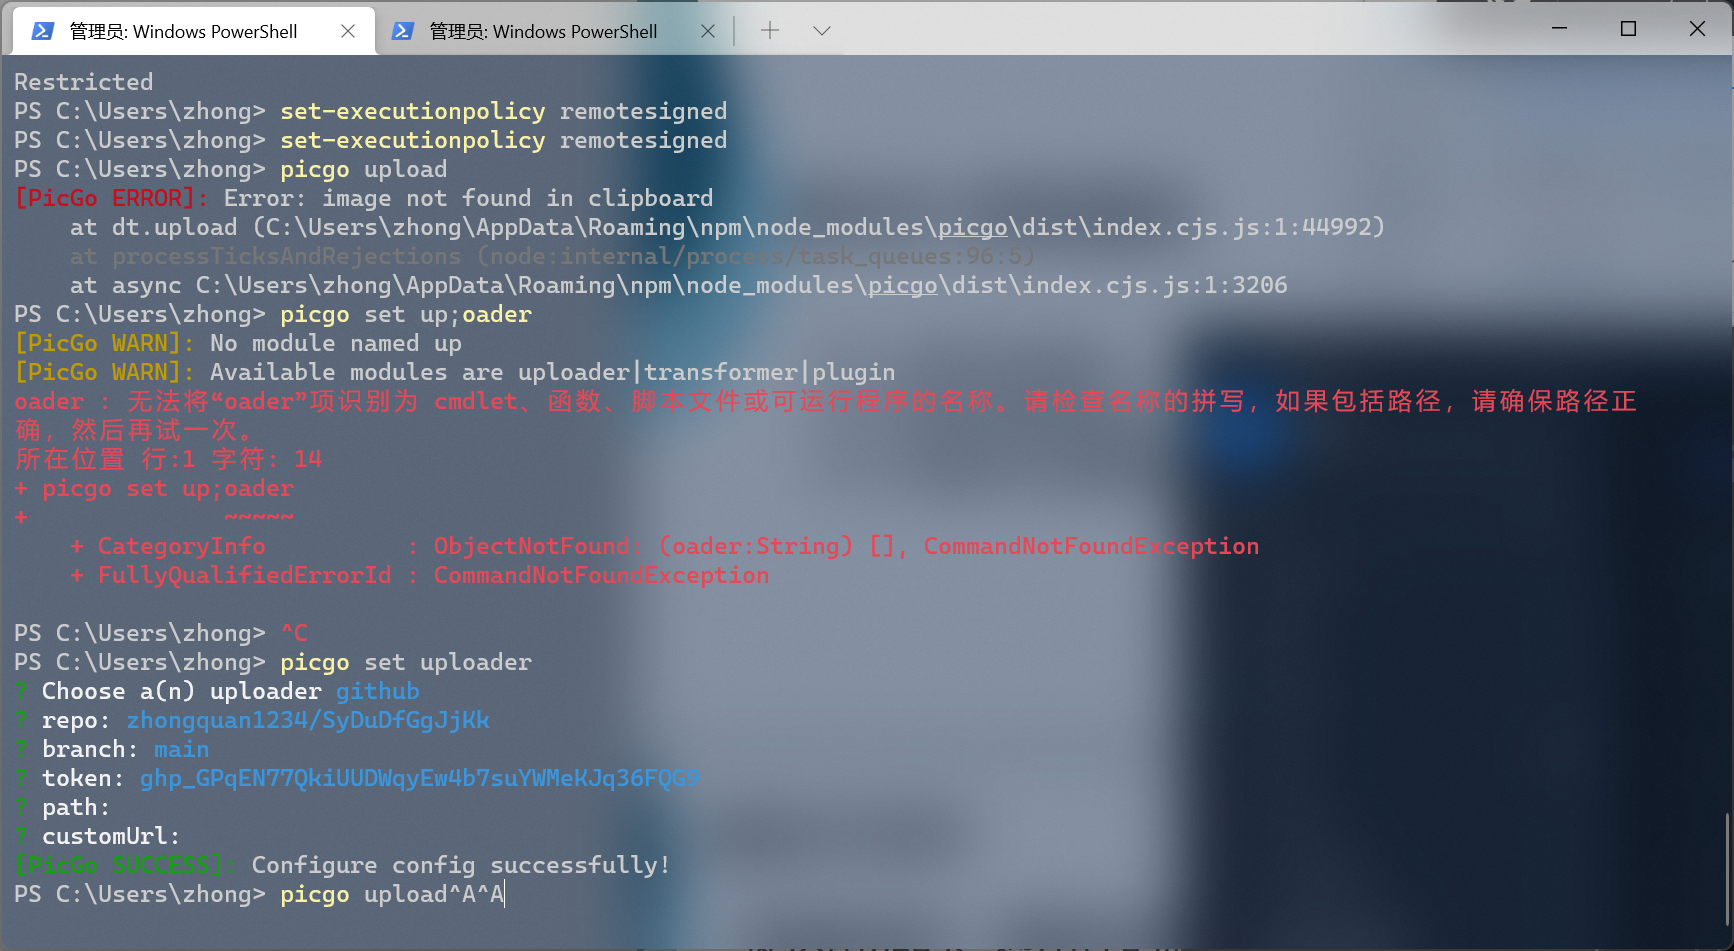 管理员: Windows PowerShell
管理员: Windows PowerShell
Restricted
PS C:\Users\zhong> set-executionpolicy remotesigned
PS C:\Users\zhong> set-executionpolicy remotesigned
PS C:\Users\zhong> picgo upload
[PicGo ERROR]: Error: image not found in clipboard
    at dt.upload (C:\Users\zhong\AppData\Roaming\npm\node_modules\picgo\dist\index.cjs.js:1:44992)
    at processTicksAndRejections (node:internal/process/task_queues:96:5)
    at async C:\Users\zhong\AppData\Roaming\npm\node_modules\picgo\dist\index.cjs.js:1:3206
PS C:\Users\zhong> picgo set up;oader
[PicGo WARN]: No module named up
[PicGo WARN]: Available modules are uploader|transformer|plugin
oader : 无法将“oader”项识别为 cmdlet、函数、脚本文件或可运行程序的名称。请检查名称的拼写，如果包括路径，请确保路径正
确，然后再试一次。
所在位置 行:1 字符: 14
+ picgo set up;oader
+              ~~~~~
    + CategoryInfo          : ObjectNotFound: (oader:String) [], CommandNotFoundException
    + FullyQualifiedErrorId : CommandNotFoundException
PS C:\Users\zhong> ^C
PS C:\Users\zhong> picgo set uploader
? Choose a(n) uploader github
? repo: zhongquan1234/SyDuDfGgJjKk
? branch: main
? token: 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
? path:
? customUrl:
[PicGo SUCCESS]: Configure config successfully!
PS C:\Users\zhong> picgo upload^A^A